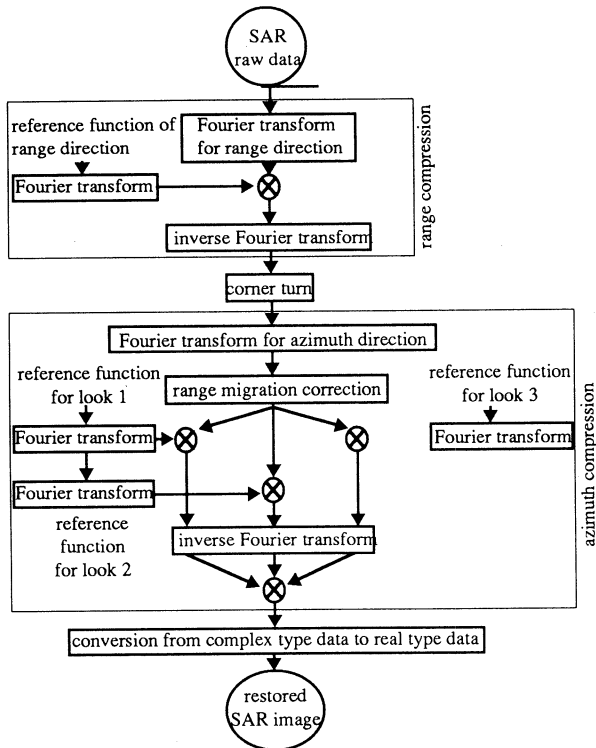 SAR
raw data
reference function of
range direction
Fourier transform
for range direction
Fourier transform
inverse Fourier transform
range compression
corner turn
Fourier transform for azimuth direction
reference function
for look 1
range migration correction
reference function
for look 3
Fourier transform
Fourier transform
Fourier transform
reference
function
for look 2
inverse Fourier transform
azimuth compression
conversion from complex type data to real type data
restored
SAR image